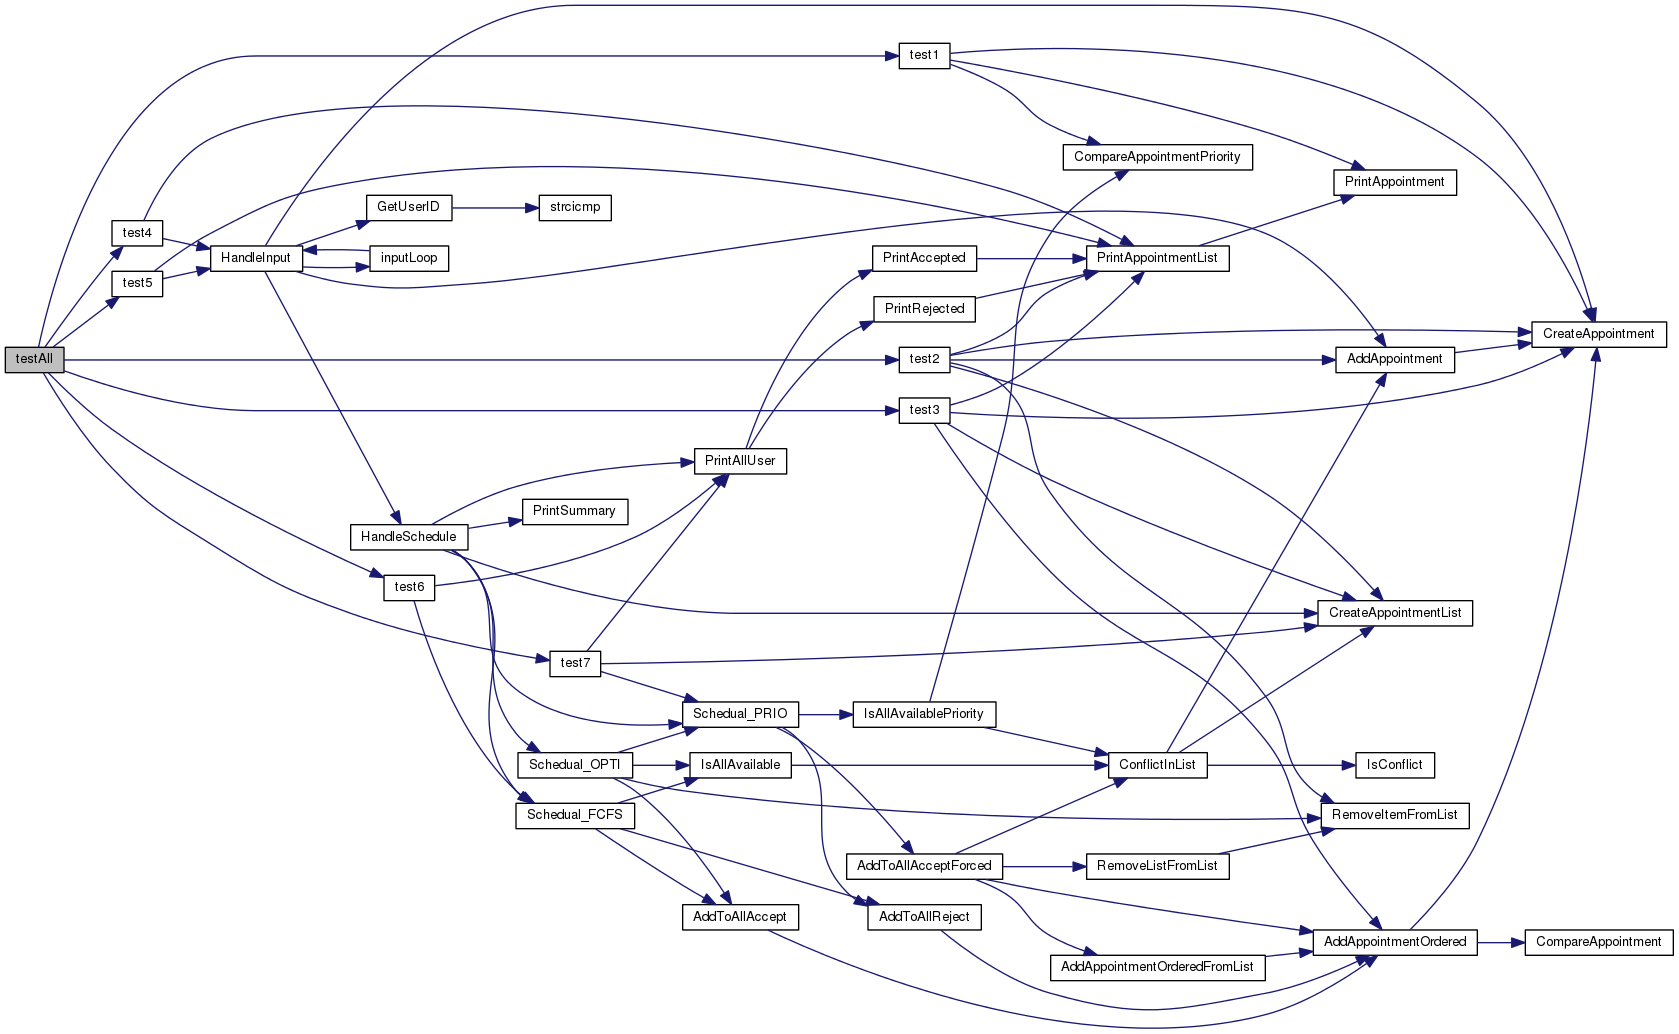 test1
CompareAppointmentPriority
PrintAppointment
GetUserID
strcicmp
test4
HandleInput
inputLoop
PrintAccepted
PrintAppointmentList
test5
PrintRejected
CreateAppointment
testAll
test2
AddAppointment
test3
PrintAllUser
PrintSummary
HandleSchedule
test6
CreateAppointmentList
test7
Schedual_PRIO
IsAllAvailablePriority
Schedual_OPTI
IsAllAvailable
ConflictInList
IsConflict
Schedual_FCFS
RemoveItemFromList
AddToAllAcceptForced
RemoveListFromList
AddToAllAccept
AddToAllReject
AddAppointmentOrdered
CompareAppointment
AddAppointmentOrderedFromList